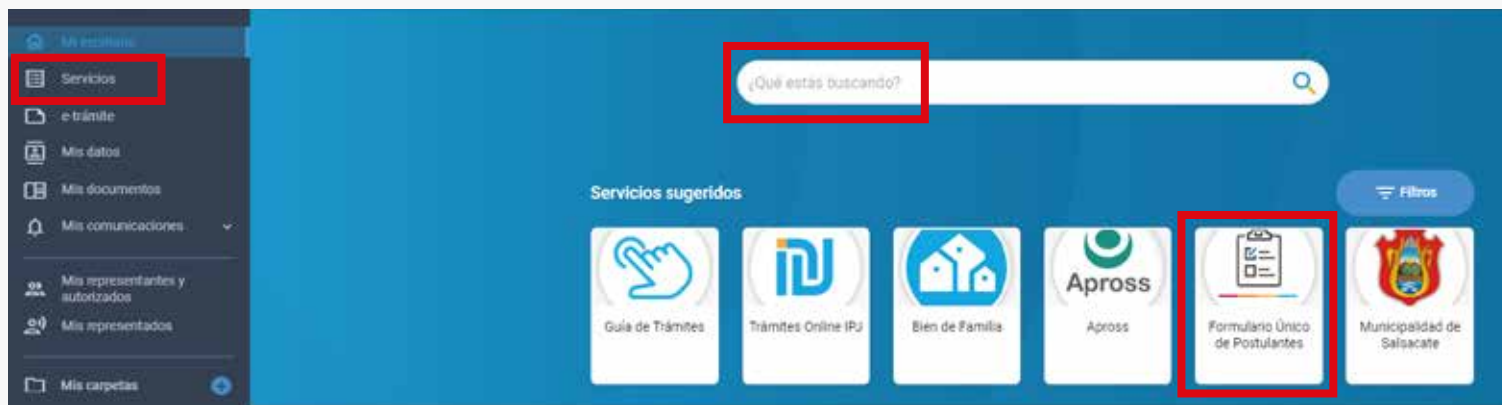 Mi escritorio
Servicios
e-trámite
Mis datos
Mis documentos
Mis comunicaciones
Mis representantes y
autorizados
Mis representados
Mis carpetas
¿Qué estás buscando?
Servicios sugeridos
Filtros
Guía de Trámites
Trámites Online IPJ
Bien de Familia
Apross
Apross
Formulario Único
de Postulantes
Municipalidad de
Salsacate